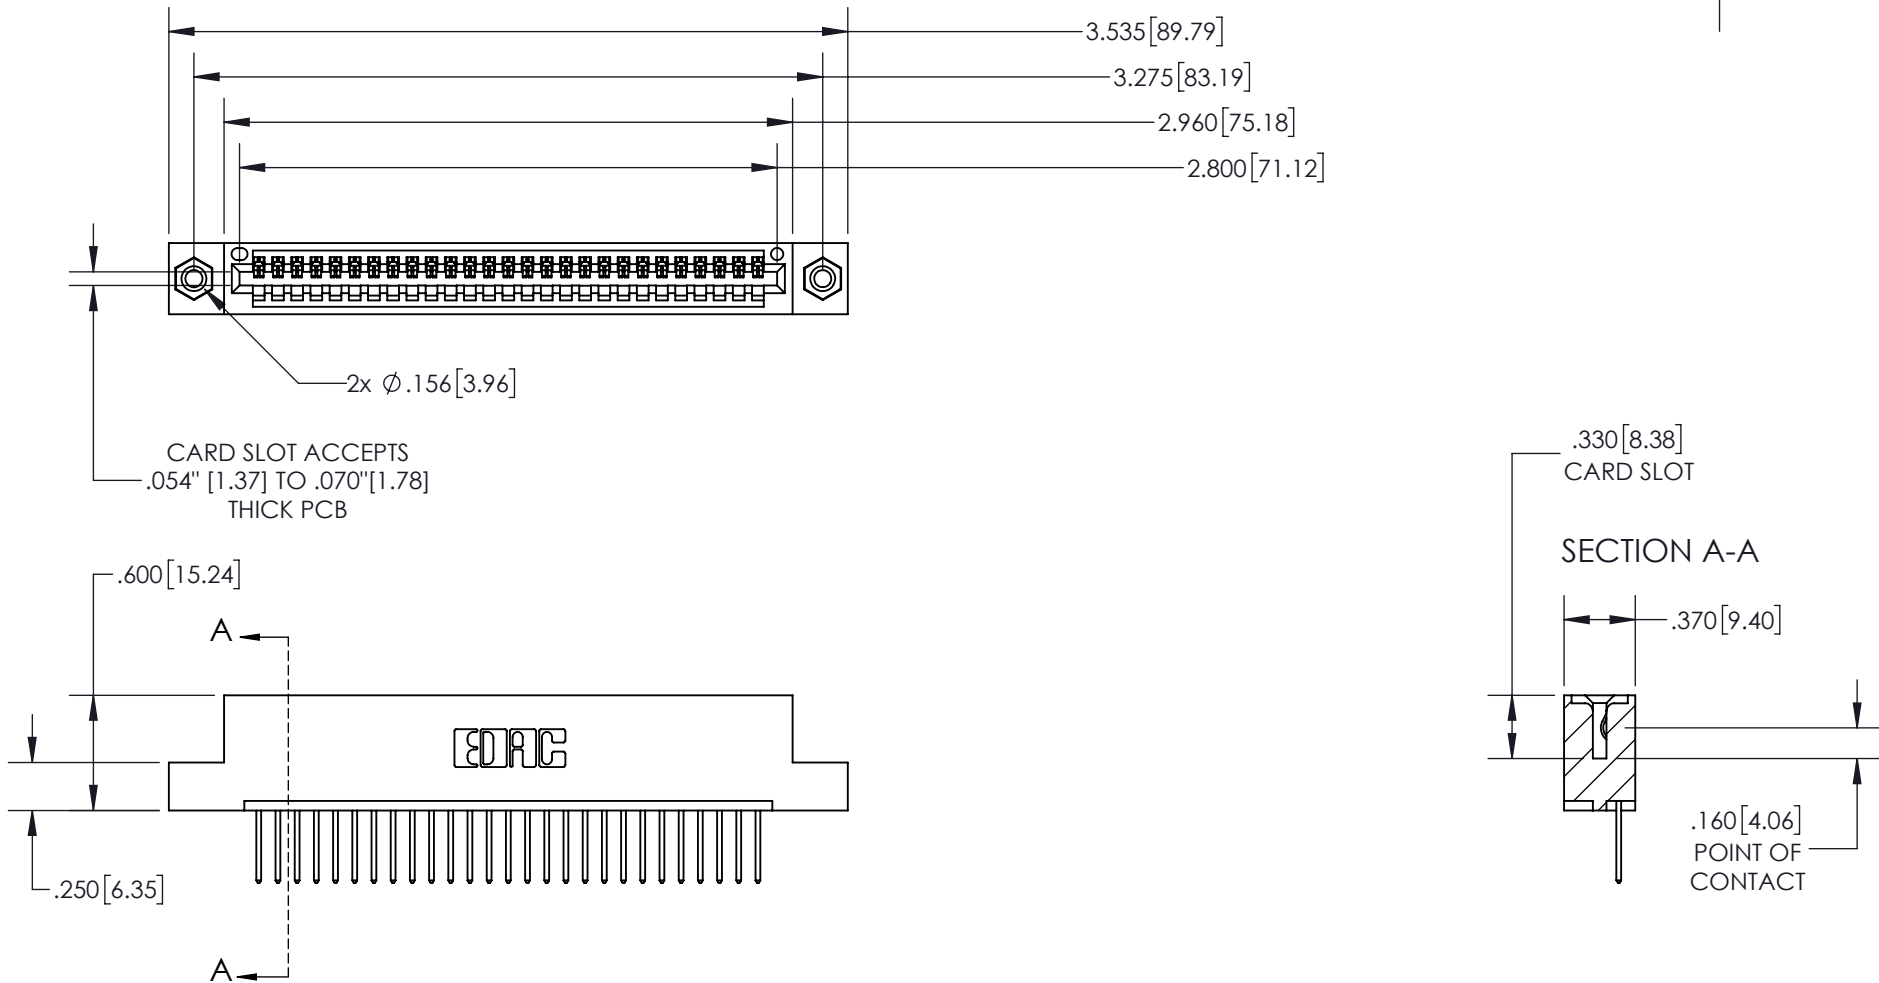 3.535[89.79]
3.275[83.19]
2.960[75.18]
2.800[71.12]
2x ∅.156[3.96]
CARD SLOT ACCEPTS
.054" [1.37] TO .070"[1.78]
THICK PCB
.330[8.38]
CARD SLOT
SECTION A-A
.600[15.24]
.370[9.40]
A
EDAC
.160[4.06]
POINT OF
CONTACT
.250[6.35]
A